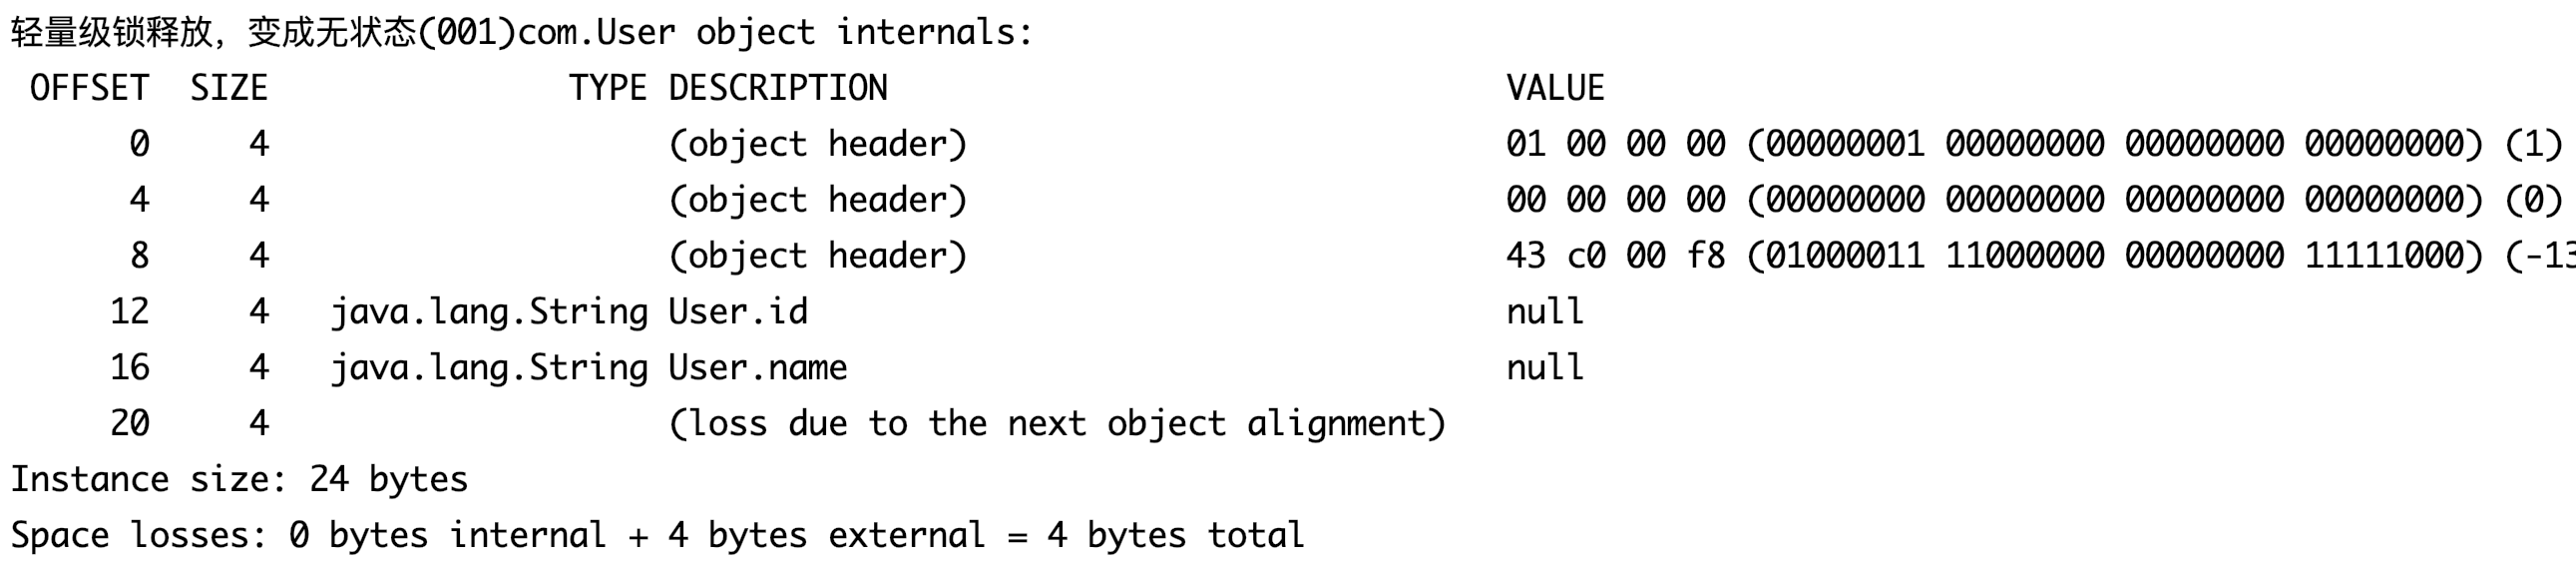 轻量级锁释放，变成无状态(001)com.User object internals:
OFFSET  SIZE               TYPE DESCRIPTION                               VALUE
     0     4                    (object header)                           01 00 00 00 (00000001 00000000 00000000 00000000) (1)
     4     4                    (object header)                           00 00 00 00 (00000000 00000000 00000000 00000000) (0)
     8     4                    (object header)                           43 c0 00 f8 (01000011 11000000 00000000 11111000) (-13
    12     4   java.lang.String User.id                                   null
    16     4   java.lang.String User.name                                 null
    20     4                    (loss due to the next object alignment)
Instance size: 24 bytes
Space losses: 0 bytes internal + 4 bytes external = 4 bytes total